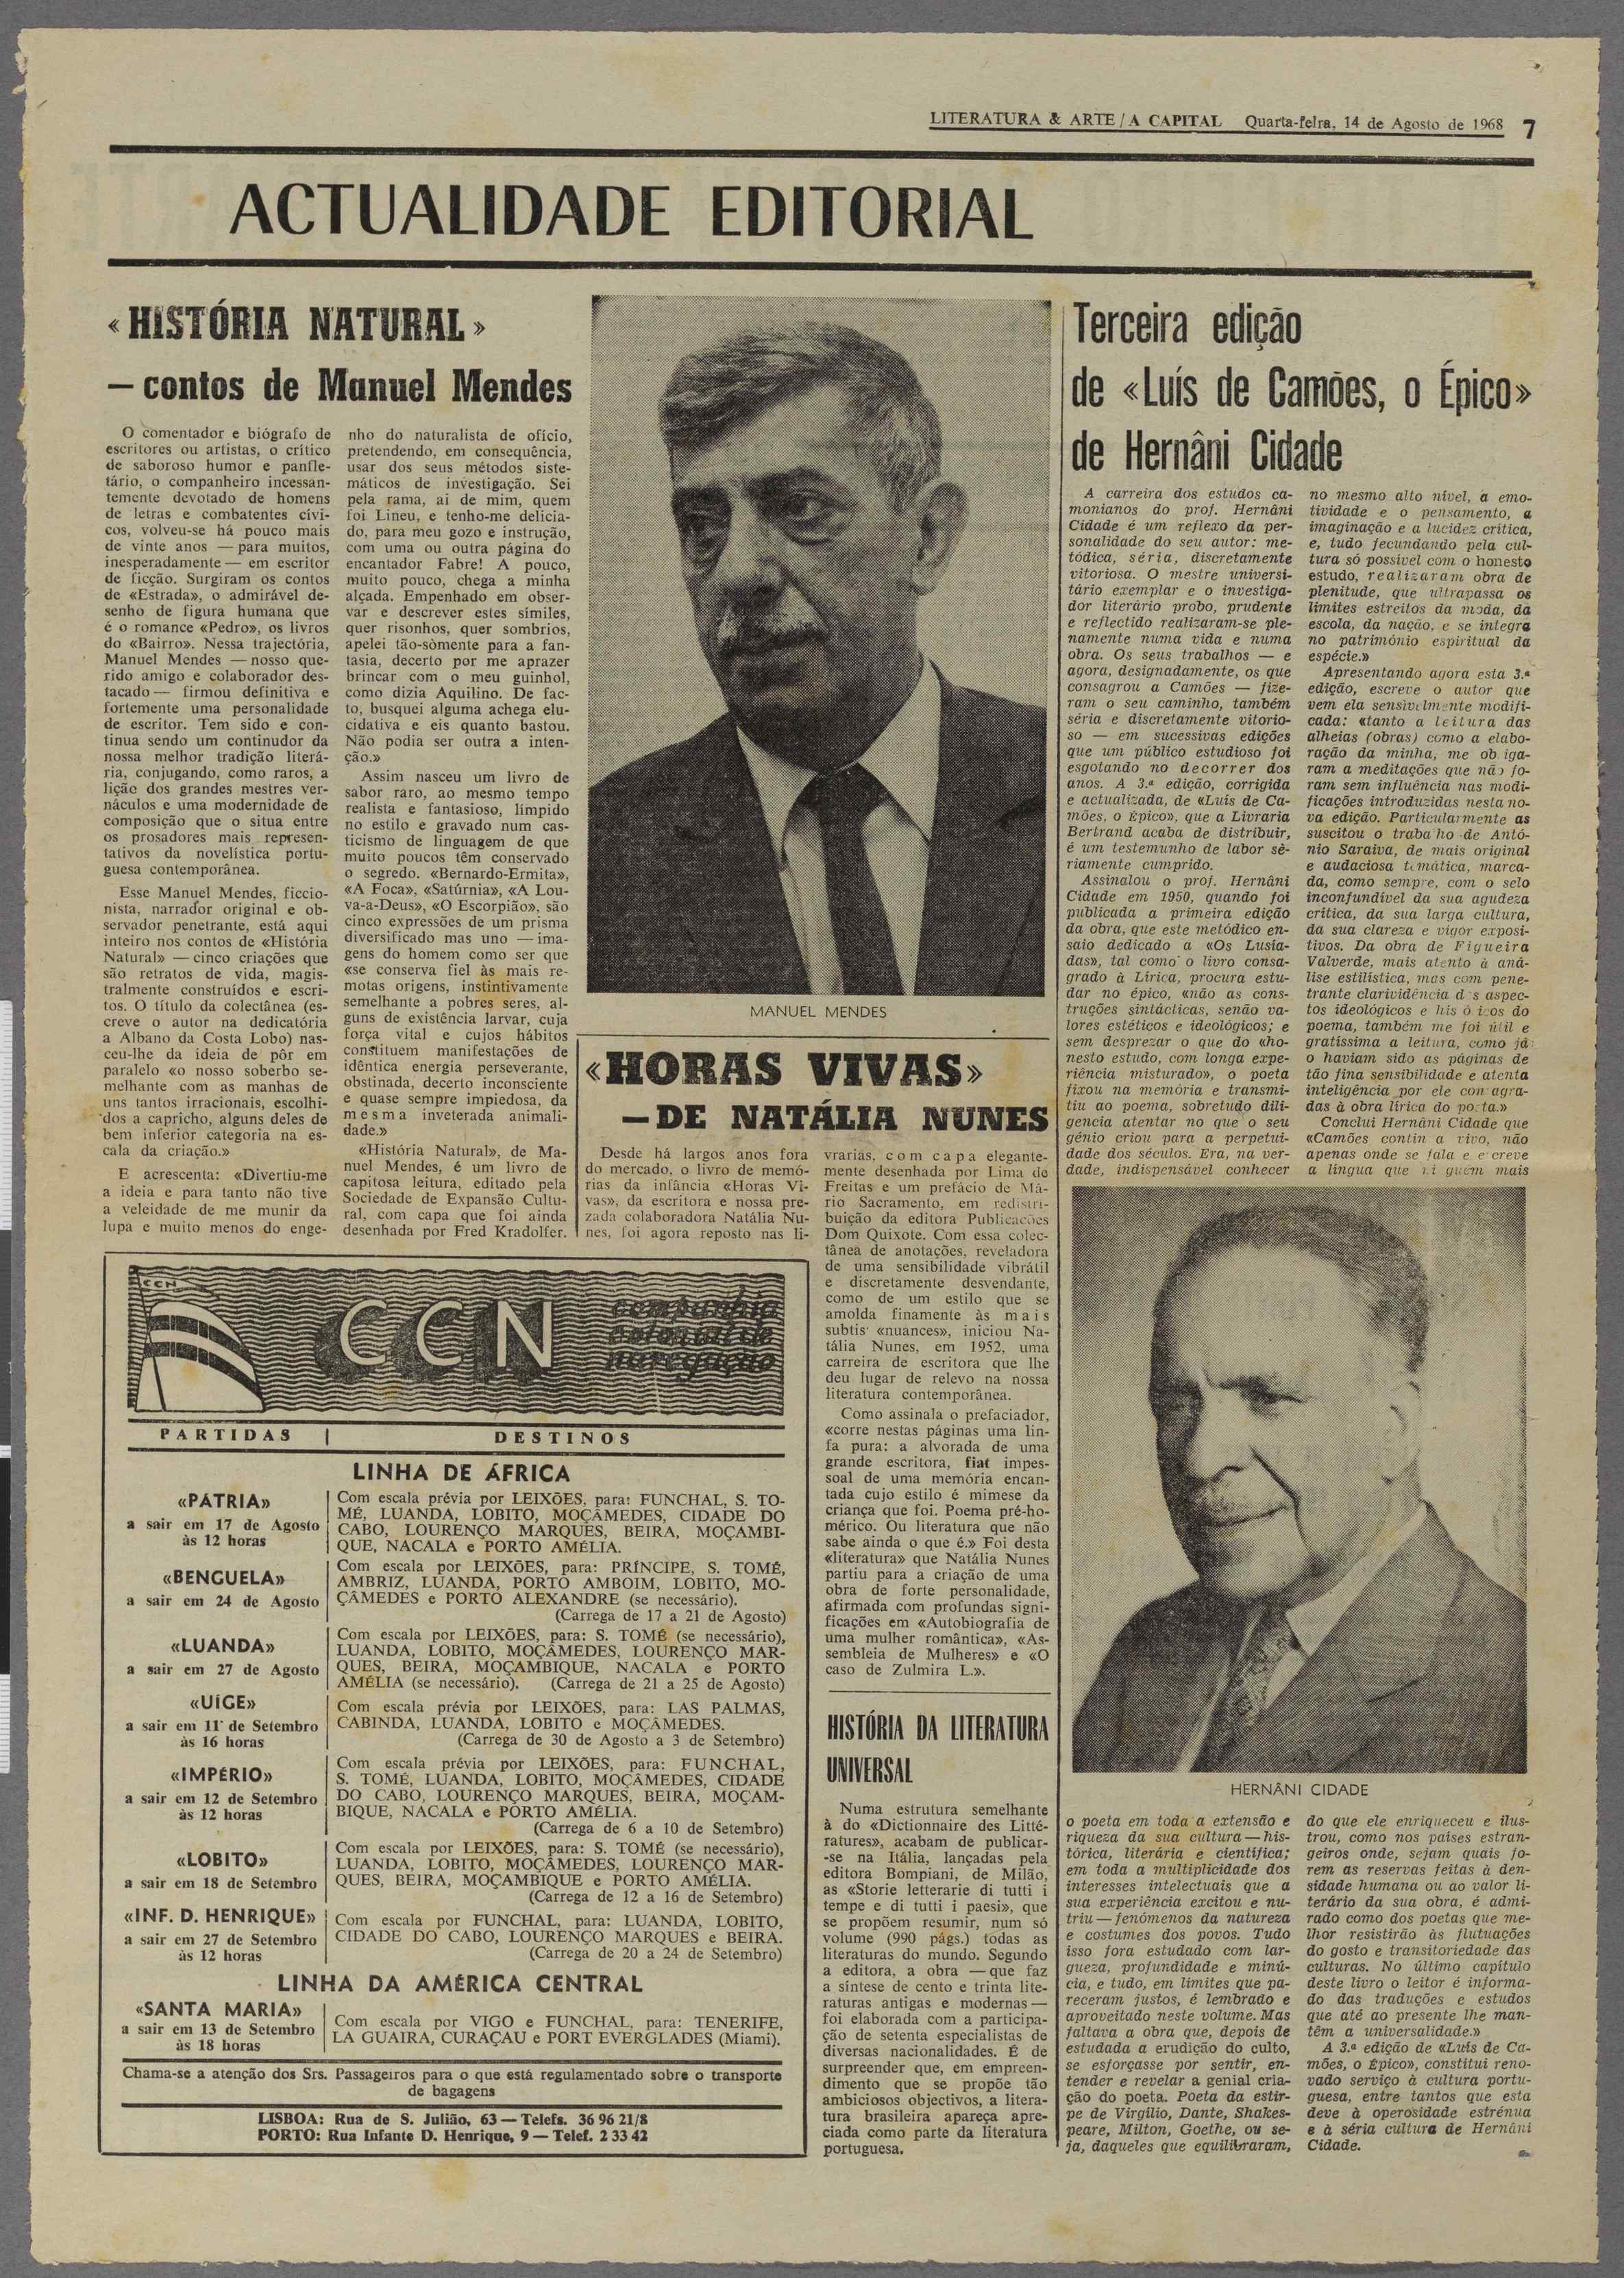 LITERATURA & ARTE / A CAPITAL Quarta-feira, 14 de Agosto de 1968 7
ACTUALIDADE EDITORIAL
«HISTÓRIA NATURAL»
— contos de Manuel Mendes
O comentador e biógrafo de
escritores ou artistas, o crítico
de saboroso humor e panfle-
tário, o companheiro incessan-
temente devotado de homens
de letras e combatentes cívi-
cos, volveu-se há pouco mais
de vinte anos — para muitos,
inesperadamente — em escritor
de ficção. Surgiram os contos
de «Estrada», o admirável de-
senho de figura humana que
é o romance «Pedro», os livros
do «Bairro». Nessa trajectória,
Manuel Mendes — nosso que-
rido amigo e colaborador des-
tacado — firmou definitiva e
fortemente uma personalidade
de escritor. Tem sido e con-
tinua sendo um continudor da
nossa melhor tradição literá-
ria, conjugando, como raros, a
lição dos grandes mestres ver-
náculos e uma modernidade de
composição que o situa entre
os prosadores mais represen-
tativos da novelística portu-
guesa contemporânea.
Esse Manuel Mendes, ficcio-
nista, narrador original e ob-
servador penetrante, está aqui
inteiro nos contos de «História
Natural» — cinco criações que
são retratos de vida, magis-
tralmente construídos e escri-
tos. O título da colectânea (es-
creve o autor na dedicatória
a Albano da Costa Lobo) nas-
ceu-lhe da ideia de pôr em
paralelo «o nosso soberbo se-
melhante com as manhas de
uns tantos irracionais, escolhi-
dos a capricho, alguns deles de
bem inferior categoria na es-
cala da criação.»
E acrescenta: «Divertiu-me
a ideia e para tanto não tive
a veleidade de me munir da
lupa e muito menos do enge-
nho do naturalista de ofício,
pretendendo, em consequência,
usar dos seus métodos siste-
máticos de investigação. Sei
pela rama, ai de mim, quem
foi Lineu, e tenho-me delicia-
do, para meu gozo e instrução,
com uma ou outra página do
encantador Fabre! A pouco,
muito pouco, chega a minha
alçada. Empenhado em obser-
var e descrever estes símiles,
quer risonhos, quer sombrios,
apelei tão-sòmente para a fan-
tasia, decerto por me aprazer
brincar com o meu guinhol,
como dizia Aquilino. De fac-
to, busquei alguma achega elu-
cidativa e eis quanto bastou.
Não podia ser outra a inten-
ção.»
Assim nasceu um livro de
sabor raro, ao mesmo tempo
realista e fantasioso, límpido
no estilo e gravado num cas-
ticismo de linguagem de que
muito poucos têm conservado
o segredo. «Bernardo-Ermita»,
«A Foca», «Satúrnia», «A Lou-
va-a-Deus», «O Escorpião», são
cinco expressões de um prisma
diversificado mas uno — ima-
gens do homem como ser que
«se conserva fiel às mais re-
motas origens, instintivamente
semelhante a pobres seres, al-
guns de existência larvar, cuja
força vital e cujos hábitos
constituem manifestações de
idêntica energia perseverante,
obstinada, decerto inconsciente
e quase sempre impiedosa, da
mesma inveterada animali-
dade.»
«História Natural», de Ma-
nuel Mendes, é um livro de
capitosa leitura, editado pela
Sociedade de Expansão Cultu-
ral, com capa que foi ainda
desenhada por Fred Kradolfer.
MANUEL MENDES
«HORAS VIVAS»
— DE NATÁLIA NUNES
Desde há largos anos fora
do mercado, o livro de memó-
rias da infância «Horas Vi-
vas», da escritora e nossa pre-
zada colaboradora Natália Nu-
nes, foi agora reposto nas li-
vrarias, com capa elegante-
mente desenhada por Lima de
Freitas e um prefácio de Má-
rio Sacramento, em redistri-
buição da editora Publicações
Dom Quixote. Com essa colec-
tânea de anotações, reveladora
de uma sensibilidade vibrátil
e discretamente desvendante,
como de um estilo que se
amolda finamente às mais
subtis «nuances», iniciou Na-
tália Nunes, em 1952, uma
carreira de escritora que lhe
deu lugar de relevo na nossa
literatura contemporânea.
Como assinala o prefaciador,
«corre nestas páginas uma lin-
fa pura: a alvorada de uma
grande escritora, fiat impes-
soal de uma memória encan-
tada cujo estilo é mimese da
criança que foi. Poema pré-ho-
mérico. Ou literatura que não
sabe ainda o que é.» Foi desta
«literatura» que Natália Nunes
partiu para a criação de uma
obra de forte personalidade,
afirmada com profundas signi-
ficações em «Autobiografia de
uma mulher romântica», «As-
sembleia de Mulheres» e «O
caso de Zulmira L.».
HISTÓRIA DA LITERATURA
UNIVERSAL
Numa estrutura semelhante
à do «Dictionnaire des Litté-
ratures», acabam de publicar-
-se na Itália, lançadas pela
editora Bompiani, de Milão,
as «Storie letterarie di tutti i
tempe e di tutti i paesi», que
se propõem resumir, num só
volume (990 págs.) todas as
literaturas do mundo. Segundo
a editora, a obra — que faz
a síntese de cento e trinta lite-
raturas antigas e modernas —
foi elaborada com a participa-
ção de setenta especialistas de
diversas nacionalidades. É de
surpreender que, em empreen-
dimento que se propõe tão
ambiciosos objectivos, a litera-
tura brasileira apareça apre-
ciada como parte da literatura
portuguesa.
Terceira edição
de «Luís de Camões, o Épico»
de Hernâni Cidade
A carreira dos estudos ca-
monianos do prof. Hernâni
Cidade é um reflexo da per-
sonalidade do seu autor: me-
tódica, séria, discretamente
vitoriosa. O mestre universi-
tário exemplar e o investiga-
dor literário probo, prudente
e reflectido realizaram-se ple-
namente numa vida e numa
obra. Os seus trabalhos — e
agora, designadamente, os que
consagrou a Camões — fize-
ram o seu caminho, também
séria e discretamente vitorio-
so — em sucessivas edições
que um público estudioso foi
esgotando no decorrer dos
anos. A 3.ª edição, corrigida
e actualizada, de «Luís de Ca-
mões, o Épico», que a Livraria
Bertrand acaba de distribuir,
é um testemunho de labor sè-
riamente cumprido.
Assinalou o prof. Hernâni
Cidade em 1950, quando foi
publicada a primeira edição
da obra, que este metódico en-
saio dedicado a «Os Lusía-
das», tal como o livro consa-
grado à Lírica, procura estu-
dar no épico, «não as cons-
truções sintácticas, senão va-
lores estéticos e ideológicos; e
sem desprezar o que do «ho-
nesto estudo, com longa expe-
riência misturado», o poeta
fixou na memória e transmi-
tiu ao poema, sobretudo dili-
gencia atentar no que o seu
génio criou para a perpetui-
dade dos séculos. Era, na ver-
dade, indispensável conhecer
o poeta em toda a extensão e
riqueza da sua cultura — his-
tórica, literária e científica;
em toda a multiplicidade dos
interesses intelectuais que a
sua experiência excitou e nu-
triu — fenómenos da natureza
e costumes dos povos. Tudo
isso fora estudado com lar-
gueza, profundidade e minú-
cia, e tudo, em limites que pa-
receram justos, é lembrado e
aproveitado neste volume. Mas
faltava a obra que, depois de
estudada a erudição do culto,
se esforçasse por sentir, en-
tender e revelar a genial cria-
ção do poeta. Poeta da estir-
pe de Virgílio, Dante, Shakes-
peare, Milton, Goethe, ou se-
ja, daqueles que equilibraram,
no mesmo alto nível, a emo-
tividade e o pensamento, a
imaginação e a lucidez crítica,
e, tudo fecundando pela cul-
tura só possível com o honesto
estudo, realizaram obra de
plenitude, que ultrapassa os
limites estreitos da moda, da
escola, da nação, e se integra
no património espiritual da
espécie.»
Apresentando agora esta 3.ª
edição, escreve o autor que
vem ela sensivelmente modifi-
cada: «tanto a leitura das
alheias (obras) como a elabo-
ração da minha, me ob iga-
ram a meditações que não fo-
ram sem influência nas modi-
ficações introduzidas nesta no-
va edição. Particularmente as
suscitou o traba ho de Antó-
nio Saraiva, de mais original
e audaciosa temática, marca-
da, como sempre, com o selo
inconfundível da sua agudeza
crítica, da sua larga cultura,
da sua clareza e vigor exposi-
tivos. Da obra de Figueira
Valverde, mais atento à aná-
lise estilística, mas com pene-
trante clarividência d s aspec-
tos ideológicos e his ó icos do
poema, também me foi útil e
gratíssima a leitura, como já
o haviam sido as páginas de
tão fina sensibilidade e atenta
inteligência por ele con agra-
das à obra lírica do poeta.»
Conclui Hernâni Cidade que
«Camões contin a vivo, não
apenas onde se fala e e creve
a língua que ni guém mais
do que ele enriqueceu e ilus-
trou, como nos países estran-
geiros onde, sejam quais fo-
rem as reservas feitas à den-
sidade humana ou ao valor li-
terário da sua obra, é admi-
rado como dos poetas que me-
lhor resistirão às flutuações
do gosto e transitoriedade das
culturas. No último capítulo
deste livro o leitor é informa-
do das traduções e estudos
que até ao presente lhe man-
têm a universalidade.»
A 3.ª edição de «Luís de Ca-
mões, o Épico», constitui reno-
vado serviço à cultura portu-
guesa, entre tantos que esta
deve à operosidade estrénua
e à séria cultura de Hernâni
Cidade.
HERNÂNI CIDADE
CCN
CCN
companhia
colonial de
navegação
PARTIDAS | DESTINOS
LINHA DE ÁFRICA
«PÁTRIA»
a sair em 17 de Agosto
às 12 horas
Com escala prévia por LEIXÕES, para: FUNCHAL, S. TO-
MÉ, LUANDA, LOBITO, MOÇÂMEDES, CIDADE DO
CABO, LOURENÇO MARQUES, BEIRA, MOÇAMBI-
QUE, NACALA e PORTO AMÉLIA.
«BENGUELA»
a sair em 24 de Agosto
Com escala por LEIXÕES, para: PRÍNCIPE, S. TOMÉ,
AMBRIZ, LUANDA, PORTO AMBOIM, LOBITO, MO-
ÇÂMEDES e PORTO ALEXANDRE (se necessário).
(Carrega de 17 a 21 de Agosto)
«LUANDA»
a sair em 27 de Agosto
Com escala por LEIXÕES, para: S. TOMÉ (se necessário),
LUANDA, LOBITO, MOÇÂMEDES, LOURENÇO MAR-
QUES, BEIRA, MOÇAMBIQUE, NACALA e PORTO
AMÉLIA (se necessário). (Carrega de 21 a 25 de Agosto)
«UÍGE»
a sair em 11 de Setembro
às 16 horas
Com escala prévia por LEIXÕES, para: LAS PALMAS,
CABINDA, LUANDA, LOBITO e MOÇÂMEDES.
(Carrega de 30 de Agosto a 3 de Setembro)
«IMPÉRIO»
a sair em 12 de Setembro
às 12 horas
Com escala prévia por LEIXÕES, para: FUNCHAL,
S. TOMÉ, LUANDA, LOBITO, MOÇÂMEDES, CIDADE
DO CABO, LOURENÇO MARQUES, BEIRA, MOÇAM-
BIQUE, NACALA e PORTO AMÉLIA.
(Carrega de 6 a 10 de Setembro)
«LOBITO»
a sair em 18 de Setembro
Com escala por LEIXÕES, para: S. TOMÉ (se necessário),
LUANDA, LOBITO, MOÇÂMEDES, LOURENÇO MAR-
QUES, BEIRA, MOÇAMBIQUE e PORTO AMÉLIA.
(Carrega de 12 a 16 de Setembro)
«INF. D. HENRIQUE»
a sair em 27 de Setembro
às 12 horas
Com escala por FUNCHAL, para: LUANDA, LOBITO,
CIDADE DO CABO, LOURENÇO MARQUES e BEIRA.
(Carrega de 20 a 24 de Setembro)
LINHA DA AMÉRICA CENTRAL
«SANTA MARIA»
a sair em 13 de Setembro
às 18 horas
Com escala por VIGO e FUNCHAL, para: TENERIFE,
LA GUAIRA, CURAÇAU e PORT EVERGLADES (Miami).
Chama-se a atenção dos Srs. Passageiros para o que está regulamentado sobre o transporte
de bagagens
LISBOA: Rua de S. Julião, 63 — Telefs. 36 96 21/8
PORTO: Rua Infante D. Henrique, 9 — Telef. 2 33 42